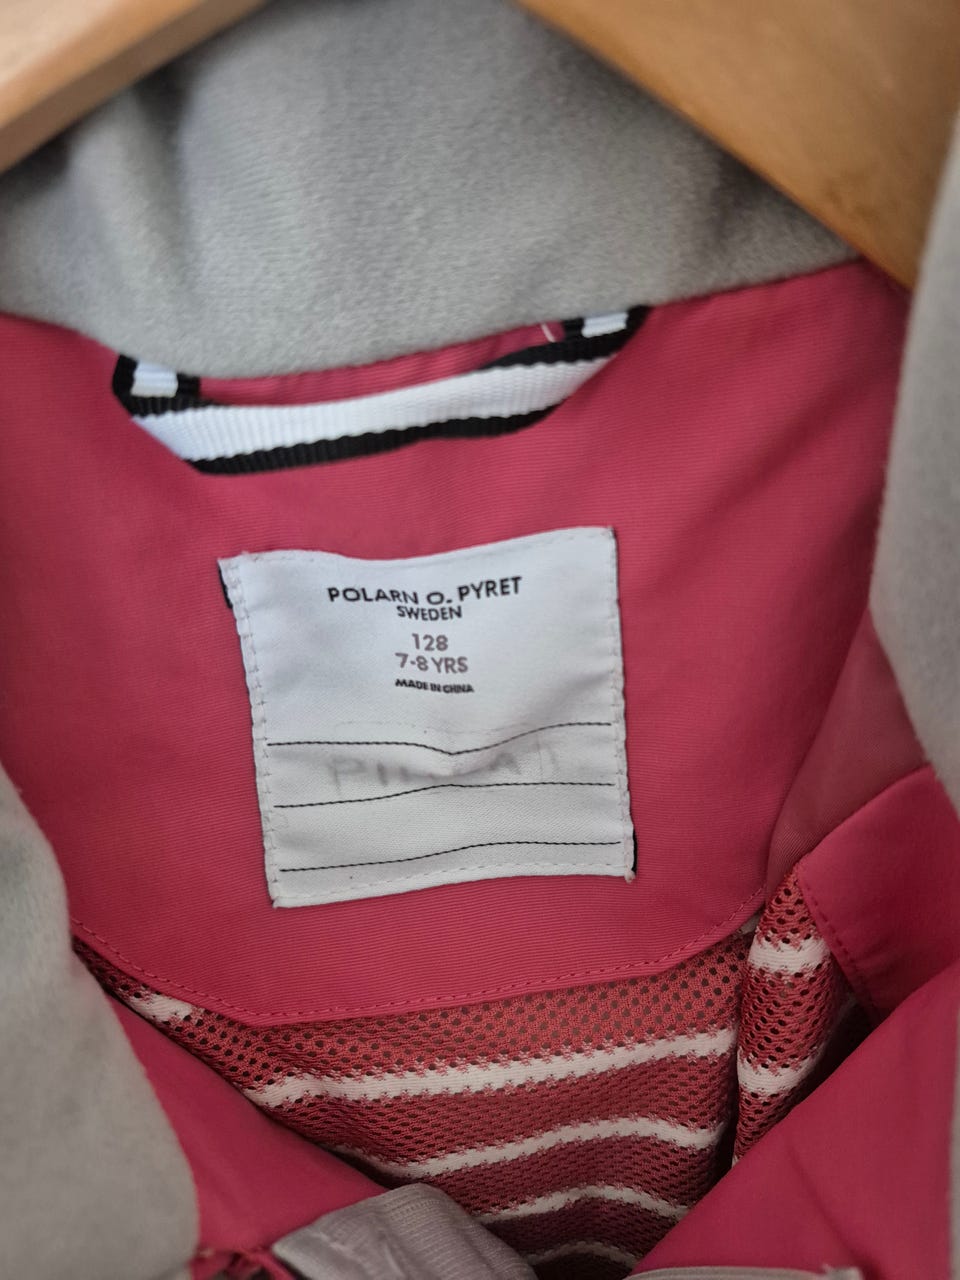 POLARN O. PYRET
SWEDEN
128
7-8 YRS
MADE IN CHINA